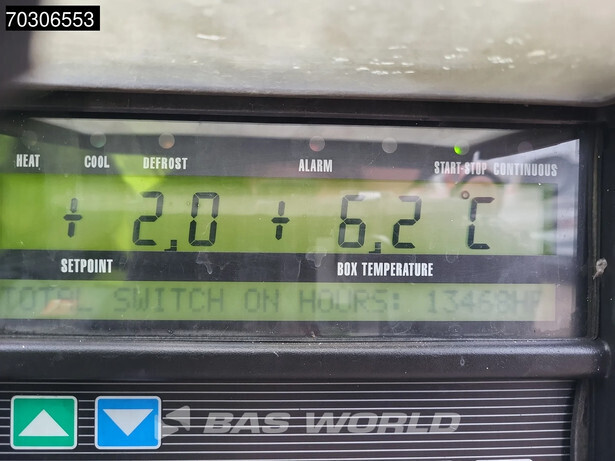 70306553
HEAT COOL DEFROST ALARM START-STOP CONTINUOUS
+ 2.0 + 6.2 °C
SETPOINT BOX TEMPERATURE
TOTAL SWITCH ON HOURS: 13468HR
BAS WORLD